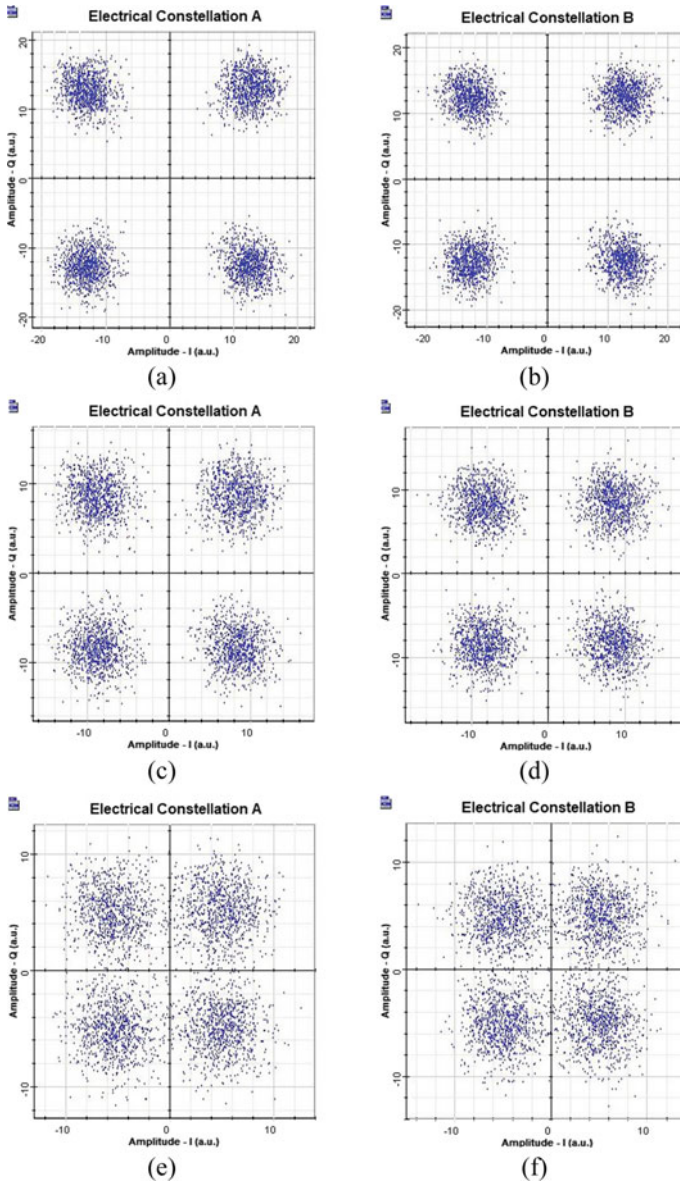 Electrical Constellation A
Amplitude - Q (a.u.)
20
10
0
-10
-20
-20
-10
0
10
20
Amplitude - I (a.u.)
(a)
Electrical Constellation B
Amplitude - Q (a.u.)
20
10
0
-10
-20
-20
-10
0
10
20
Amplitude - I (a.u.)
(b)
Electrical Constellation A
Amplitude - Q (a.u.)
10
0
-10
-10
0
10
Amplitude - I (a.u.)
(c)
Electrical Constellation B
Amplitude - Q (a.u.)
10
0
-10
-10
0
10
Amplitude - I (a.u.)
(d)
Electrical Constellation A
Amplitude - Q (a.u.)
10
0
-10
-10
0
10
Amplitude - I (a.u.)
(e)
Electrical Constellation B
Amplitude - Q (a.u.)
10
0
-10
-10
0
10
Amplitude - I (a.u.)
(f)